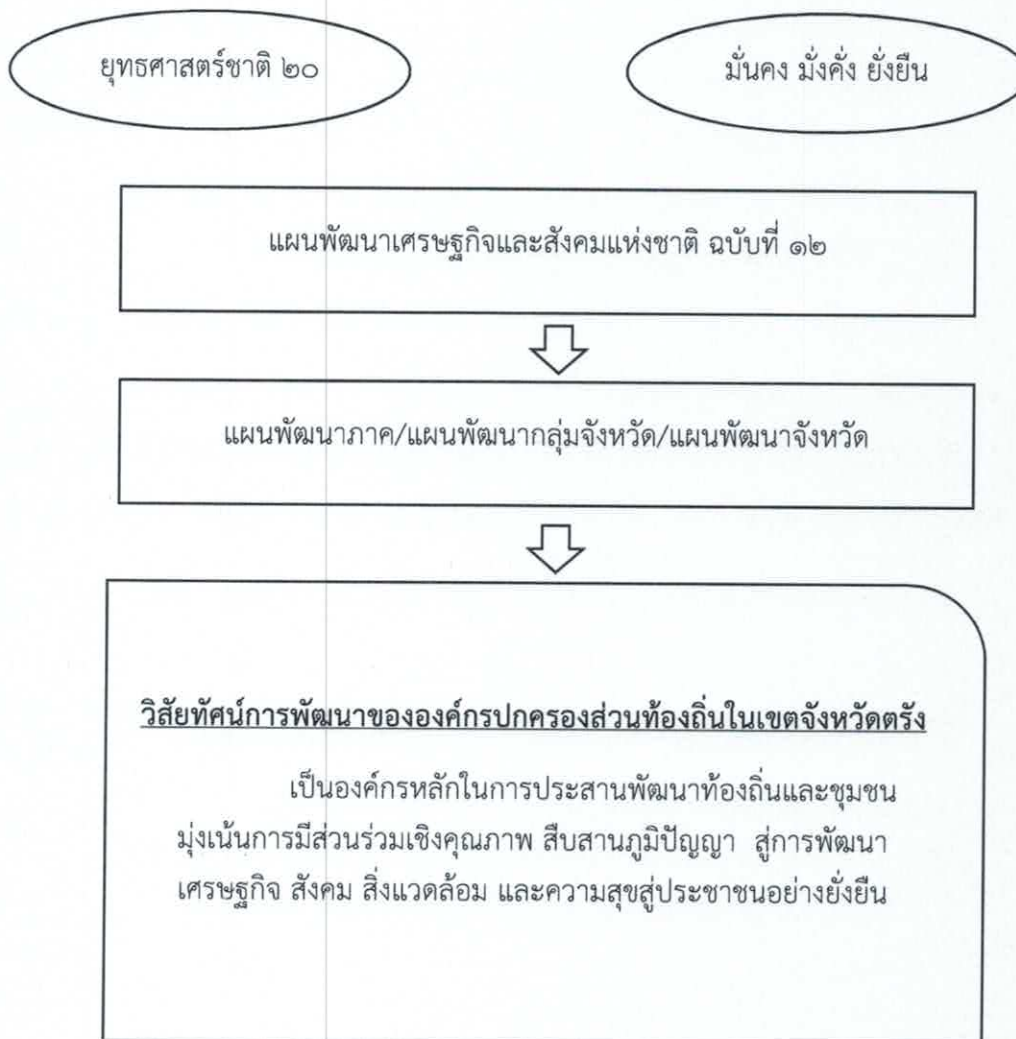 ยุทธศาสตร์ชาติ ๒๐
มั่นคง มั่งคั่ง ยั่งยืน
แผนพัฒนาเศรษฐกิจและสังคมแห่งชาติ ฉบับที่ ๑๒
แผนพัฒนาภาค/แผนพัฒนากลุ่มจังหวัด/แผนพัฒนาจังหวัด
วิสัยทัศน์การพัฒนาขององค์กรปกครองส่วนท้องถิ่นในเขตจังหวัดตรัง
เป็นองค์กรหลักในการประสานพัฒนาท้องถิ่นและชุมชน
มุ่งเน้นการมีส่วนร่วมเชิงคุณภาพ สืบสานภูมิปัญญา สู่การพัฒนา
เศรษฐกิจ สังคม สิ่งแวดล้อม และความสุขสู่ประชาชนอย่างยั่งยืน